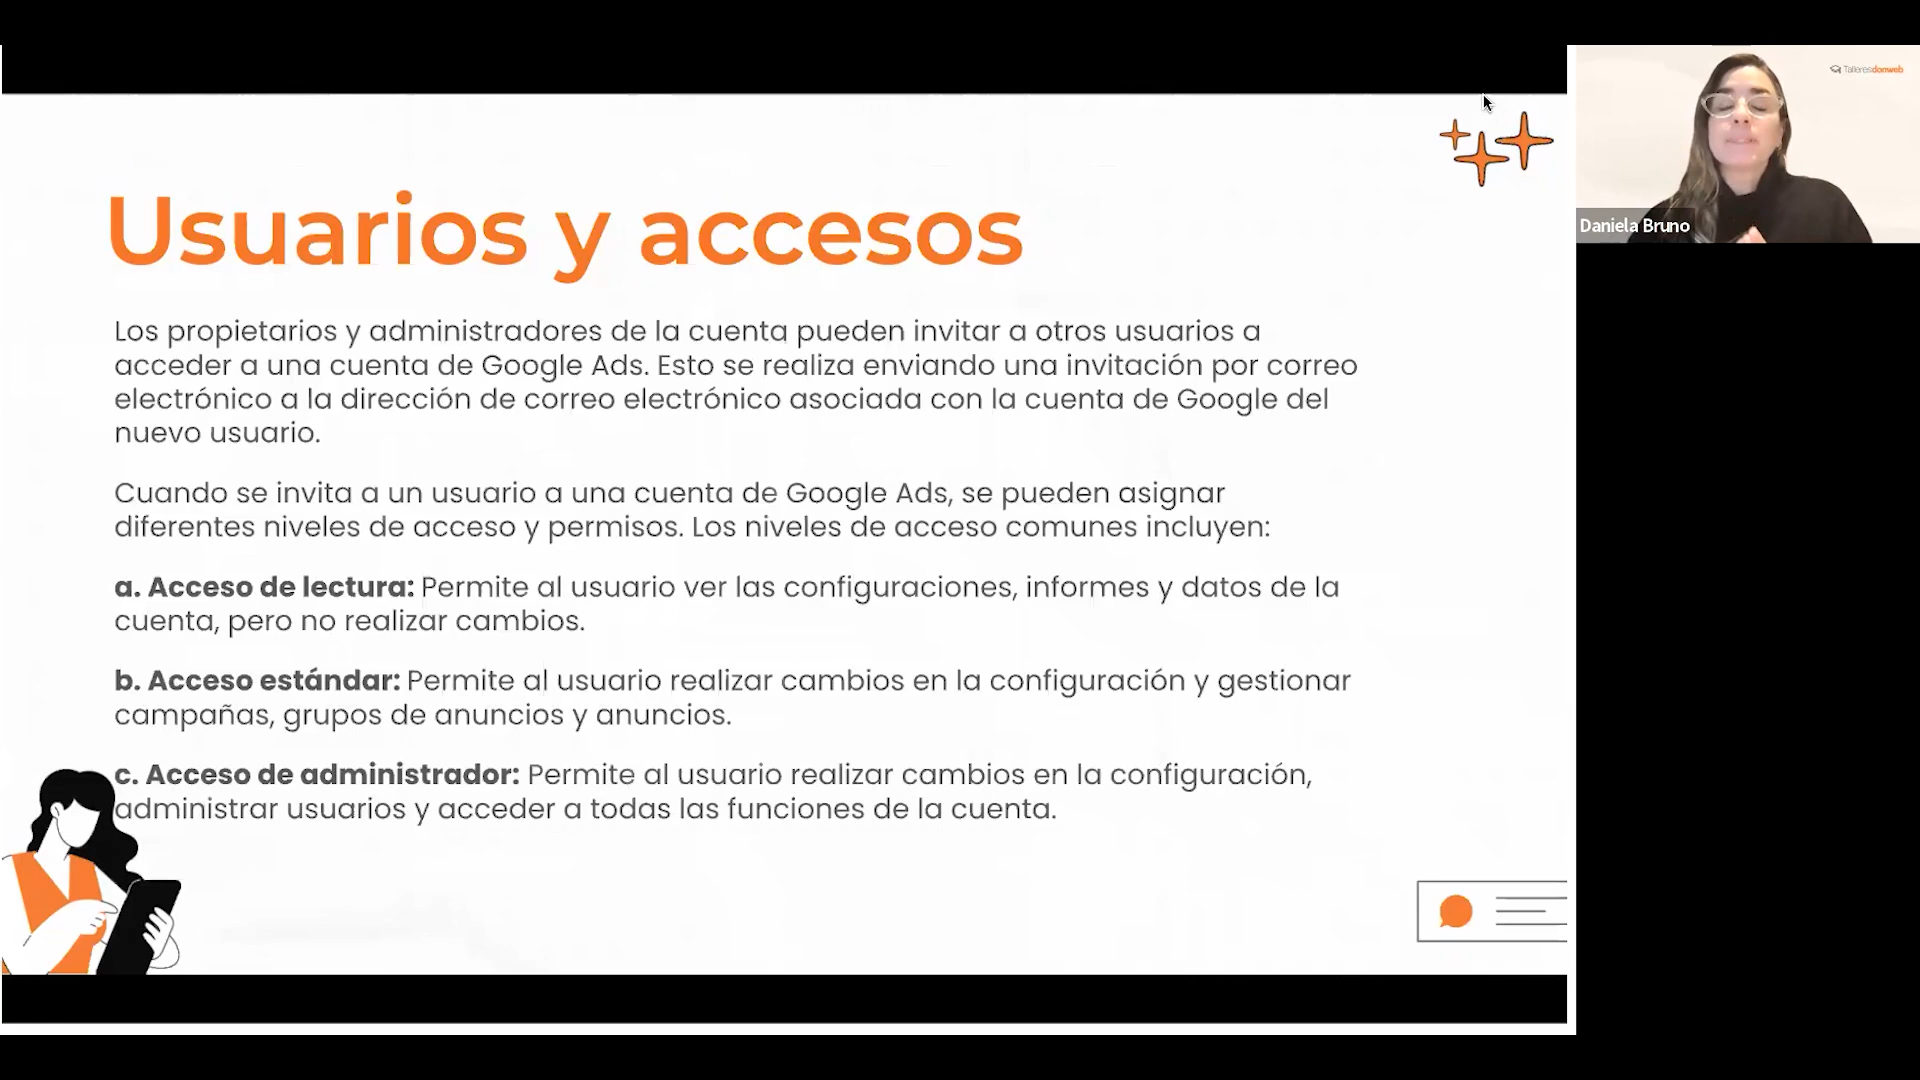 Usuarios y accesos
Los propietarios y administradores de la cuenta pueden invitar a otros usuarios a
acceder a una cuenta de Google Ads. Esto se realiza enviando una invitación por correo
electrónico a la dirección de correo electrónico asociada con la cuenta de Google del
nuevo usuario.
Cuando se invita a un usuario a una cuenta de Google Ads, se pueden asignar
diferentes niveles de acceso y permisos. Los niveles de acceso comunes incluyen:
a. Acceso de lectura: Permite al usuario ver las configuraciones, informes y datos de la
cuenta, pero no realizar cambios.
b. Acceso estándar: Permite al usuario realizar cambios en la configuración y gestionar
campañas, grupos de anuncios y anuncios.
c. Acceso de administrador: Permite al usuario realizar cambios en la configuración,
administrar usuarios y acceder a todas las funciones de la cuenta.
Talleresdonweb
Daniela Bruno